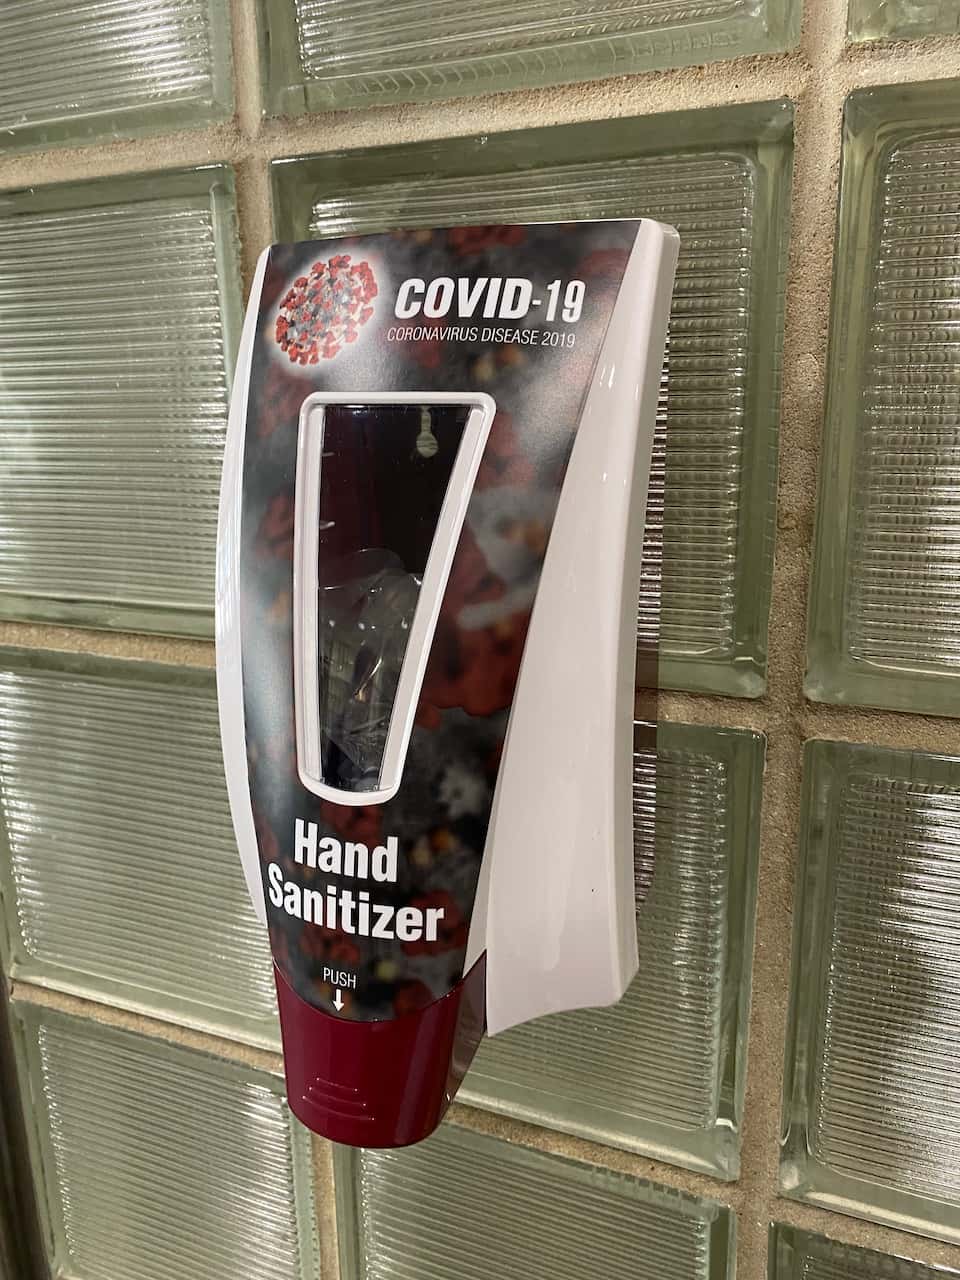 COVID-19
CORONAVIRUS DISEASE 2019
Hand
Sanitizer
PUSH